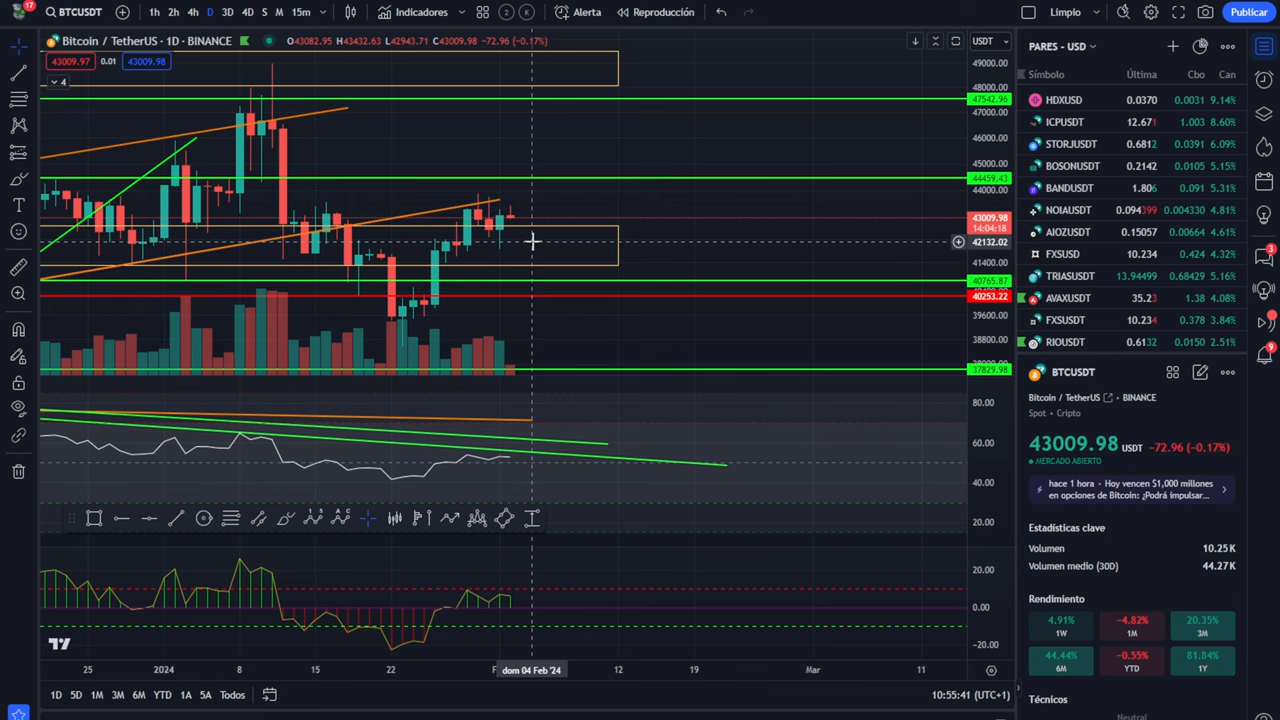 17
BTCUSDT
1h 2h 4h D 3D 4D S M 15m
Indicadores
2 K
Alerta
Reproducción
Limpio
Publicar
Bitcoin / TetherUS · 1D · BINANCE
O43082.95 H43432.63 L42943.71 C43009.98 -72.96 (-0.17%)
USDT
43009.97 0.01 43009.98
4
49000.00
48000.00
47542.96
47000.00
46000.00
45000.00
44459.43
44000.00
43009.98
14:04:18
42132.02
41400.00
40765.87
40253.22
39600.00
38800.00
37829.98
80.00
60.00
40.00
20.00
20.00
0.00
-20.00
25 2024 8 15 22 dom 04 Feb '24 12 19 Mar 11
1D 5D 1M 3M 6M YTD 1A 5A Todos
10:55:41 (UTC+1)
PARES - USD
Símbolo Última Cbo Can
HDXUSD 0.0370 0.0031 9.14%
ICPUSDT 12.671 1.003 8.60%
STORJUSDT 0.6812 0.0391 6.09%
BOSONUSDT 0.2142 0.0105 5.15%
BANDUSDT 1.806 0.091 5.31%
NOIAUSDT 0.094399 0.004330 4.81%
AIOZUSDT 0.15057 0.00664 4.61%
FXSUSD 10.234 0.424 4.32%
TRIASUSDT 13.94499 0.68429 5.16%
AVAXUSDT 35.23 1.38 4.08%
FXSUSDT 10.234 0.378 3.84%
RIOUSDT 0.6132 0.0150 2.51%
BTCUSDT
Bitcoin / TetherUS · BINANCE
Spot · Cripto
43009.98 USDT -72.96 (-0.17%)
MERCADO ABIERTO
hace 1 hora · Hoy vencen $1,000 millones
en opciones de Bitcoin: ¿Podrá impulsar...
Estadísticas clave
Volumen 10.25K
Volumen medio (30D) 44.27K
Rendimiento
4.91% -4.82% 20.35%
1W 1M 3M
44.44% -0.55% 81.84%
6M YTD 1Y
Técnicos
Neutral
3
9